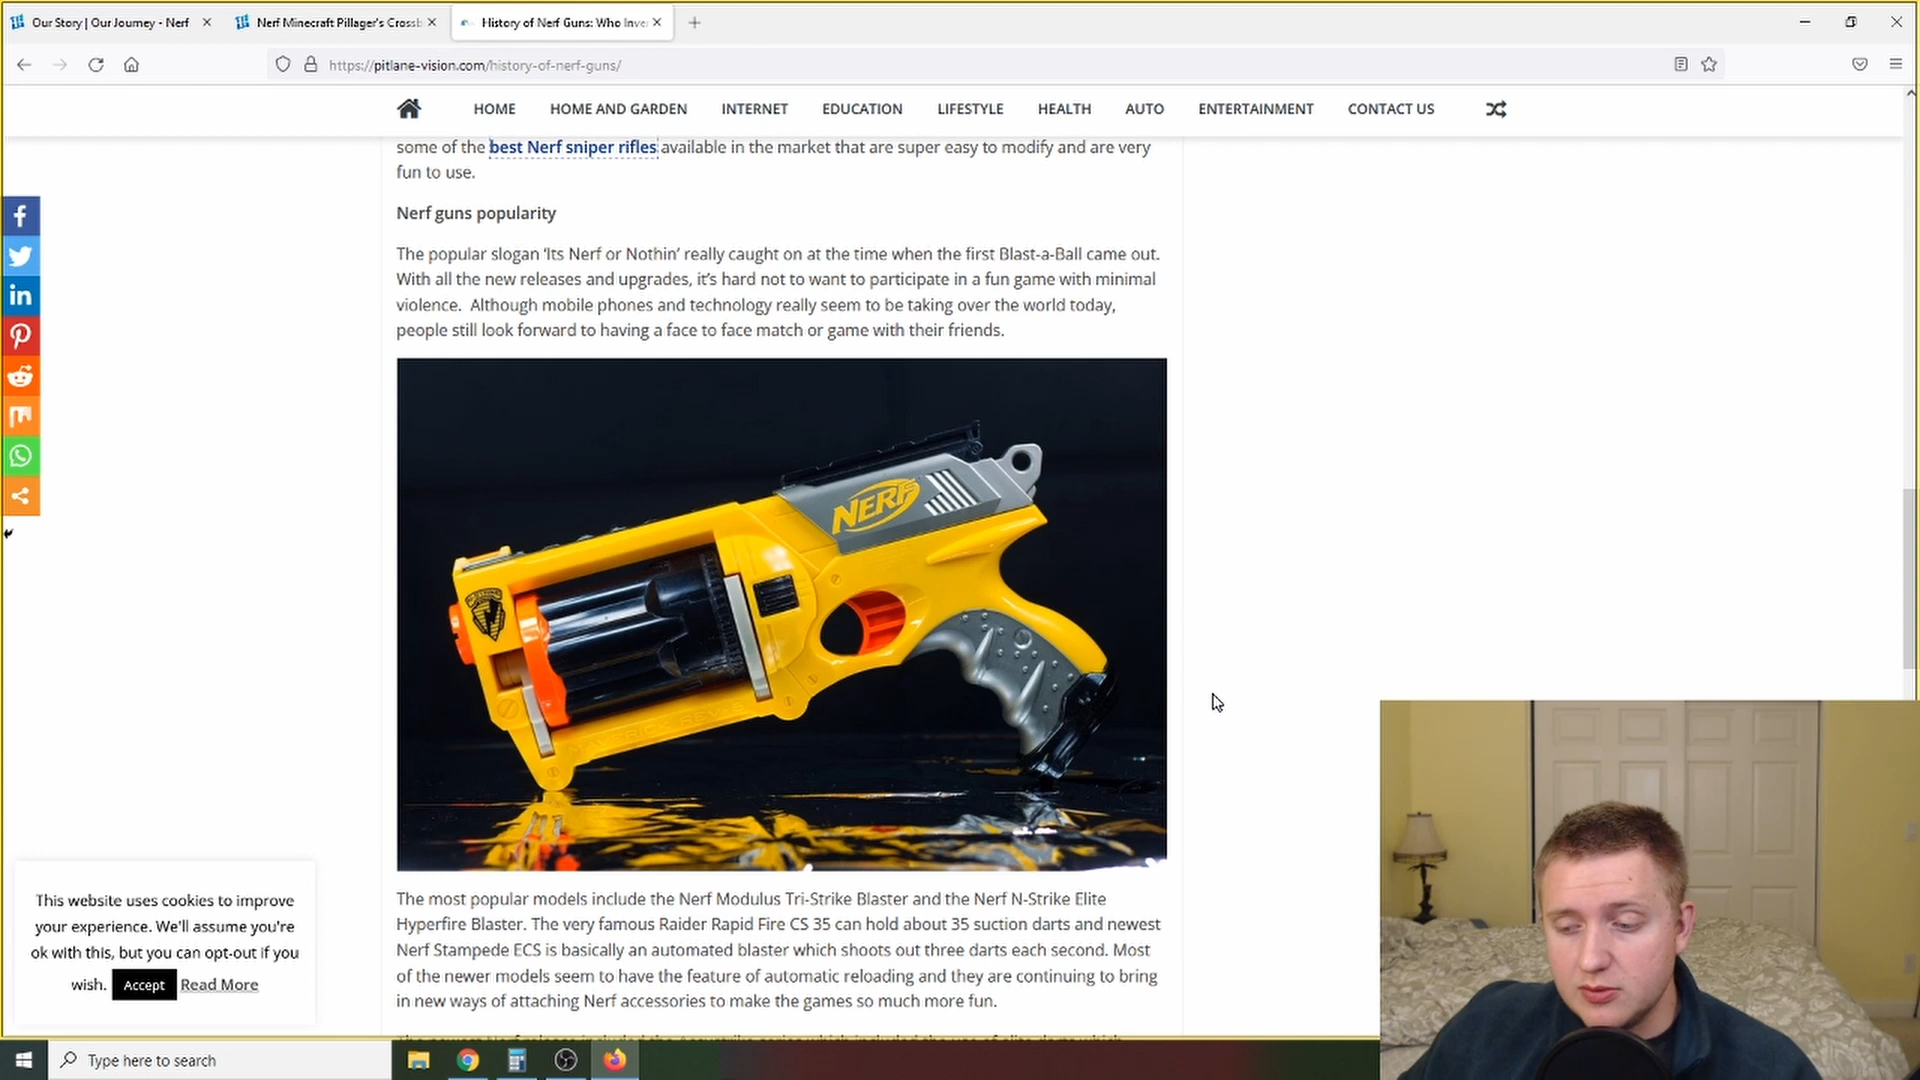 Our Story | Our Journey - Nerf
Nerf Minecraft Pillager's Crossb
History of Nerf Guns: Who Inve
https://pitlane-vision.com/history-of-nerf-guns/
HOME HOME AND GARDEN INTERNET EDUCATION LIFESTYLE HEALTH AUTO ENTERTAINMENT CONTACT US
some of the best Nerf sniper rifles available in the market that are super easy to modify and are very
fun to use.
Nerf guns popularity
The popular slogan ‘Its Nerf or Nothin’ really caught on at the time when the first Blast-a-Ball came out.
With all the new releases and upgrades, it’s hard not to want to participate in a fun game with minimal
violence. Although mobile phones and technology really seem to be taking over the world today,
people still look forward to having a face to face match or game with their friends.
NERF
MAVERICK REV-6
The most popular models include the Nerf Modulus Tri-Strike Blaster and the Nerf N-Strike Elite
Hyperfire Blaster. The very famous Raider Rapid Fire CS 35 can hold about 35 suction darts and newest
Nerf Stampede ECS is basically an automated blaster which shoots out three darts each second. Most
of the newer models seem to have the feature of automatic reloading and they are continuing to bring
in new ways of attaching Nerf accessories to make the games so much more fun.
This website uses cookies to improve
your experience. We'll assume you're
ok with this, but you can opt-out if you
wish. Accept Read More
Type here to search